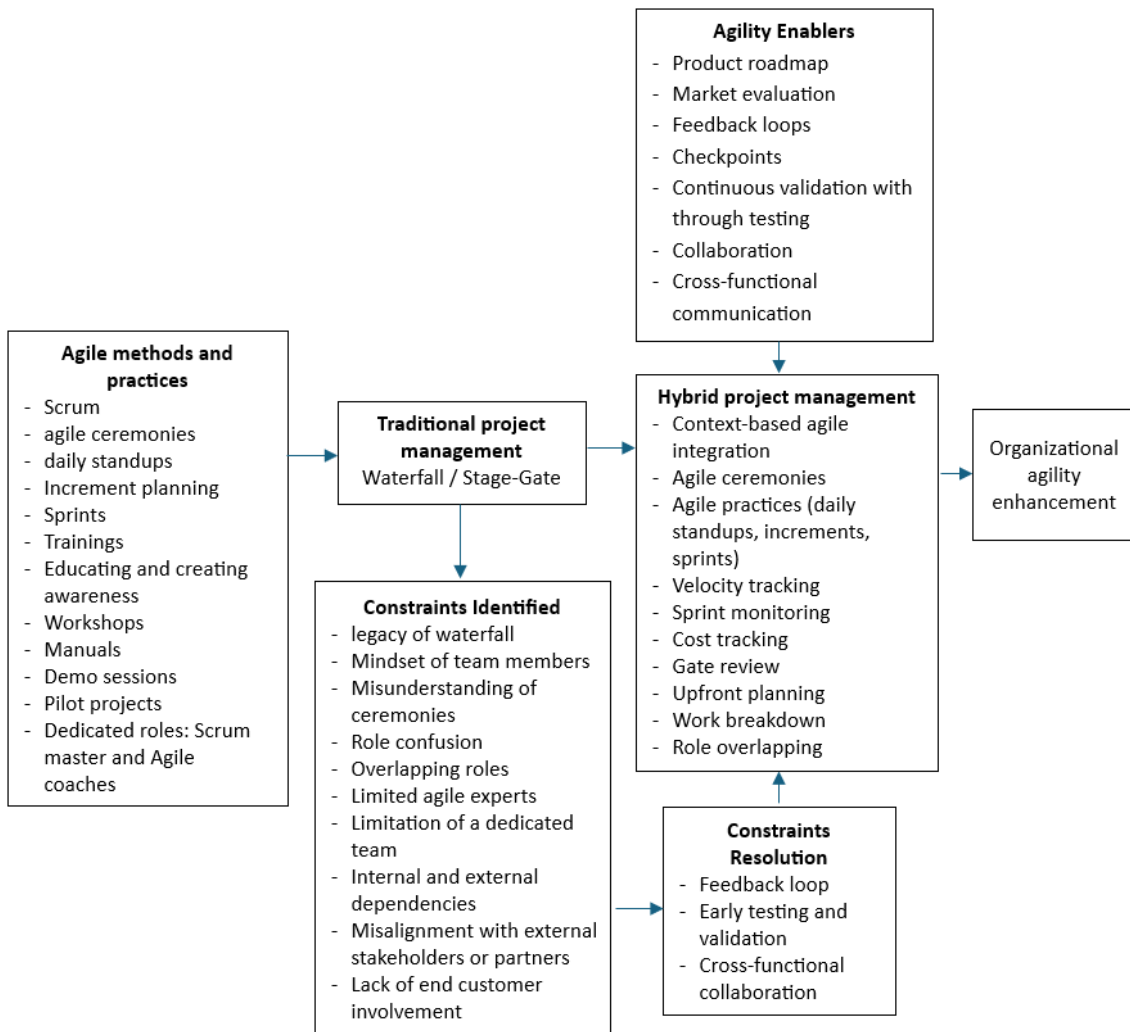 Agility Enablers
- Product roadmap
- Market evaluation
- Feedback loops
- Checkpoints
- Continuous validation with
through testing
- Collaboration
- Cross-functional
communication
Agile methods and
practices
- Scrum
- agile ceremonies
- daily standups
- Increment planning
- Sprints
- Trainings
- Educating and creating
awareness
- Workshops
- Manuals
- Demo sessions
- Pilot projects
- Dedicated roles: Scrum
master and Agile
coaches
Traditional project
management
Waterfall / Stage-Gate
Hybrid project management
- Context-based agile
integration
- Agile ceremonies
- Agile practices (daily
standups, increments,
sprints)
- Velocity tracking
- Sprint monitoring
- Cost tracking
- Gate review
- Upfront planning
- Work breakdown
- Role overlapping
Organizational
agility
enhancement
Constraints Identified
- legacy of waterfall
- Mindset of team members
- Misunderstanding of
ceremonies
- Role confusion
- Overlapping roles
- Limited agile experts
- Limitation of a dedicated
team
- Internal and external
dependencies
- Misalignment with external
stakeholders or partners
- Lack of end customer
involvement
Constraints
Resolution
- Feedback loop
- Early testing and
validation
- Cross-functional
collaboration